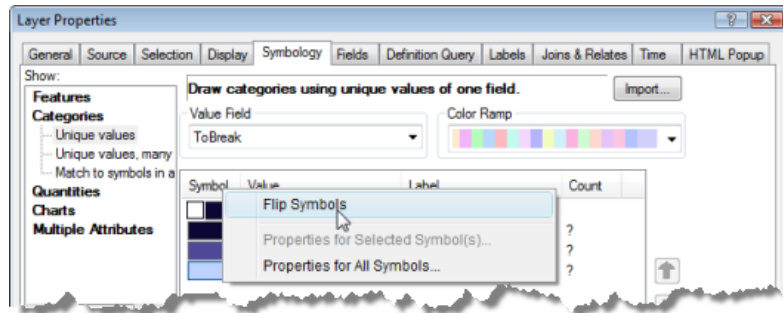 Layer Properties
General Source Selection Display Symbology Fields Definition Query Labels Joins & Relates Time HTML Popup
Show:
Features
Categories
Unique values
Unique values, many
Match to symbols in a
Quantities
Charts
Multiple Attributes
Draw categories using unique values of one field.
Import...
Value Field
ToBreak
Color Ramp
Symbol Value Label Count
Flip Symbols
Properties for Selected Symbol(s)...
Properties for All Symbols...
?
?
?